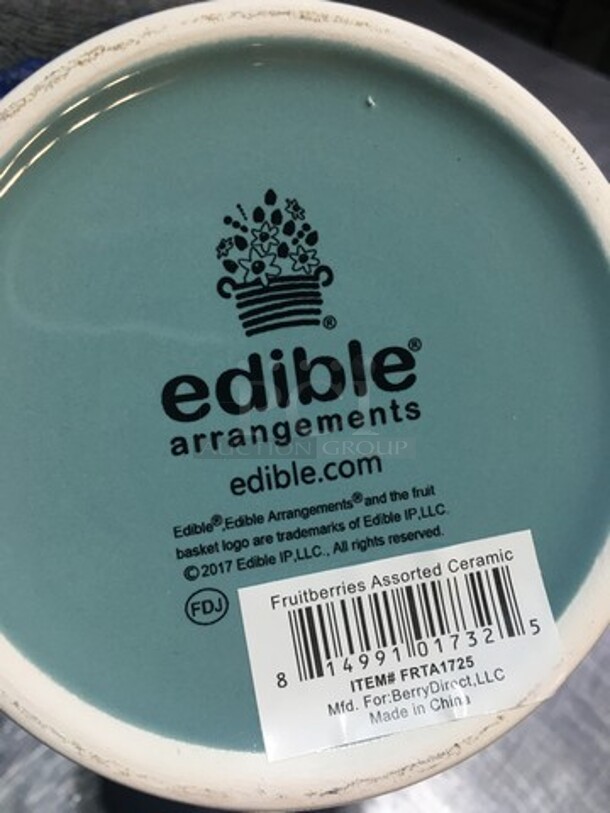 edible®
arrangements
AUCTION GROUP
edible.com
Edible®,Edible Arrangements® and the fruit
basket logo are trademarks of Edible IP,LLC.
©2017 Edible IP,LLC., All rights reserved.
FDJ
Fruitberries Assorted Ceramic
8 14991 01732 5
ITEM# FRTA1725
Mfd. For:BerryDirect,LLC
Made in China